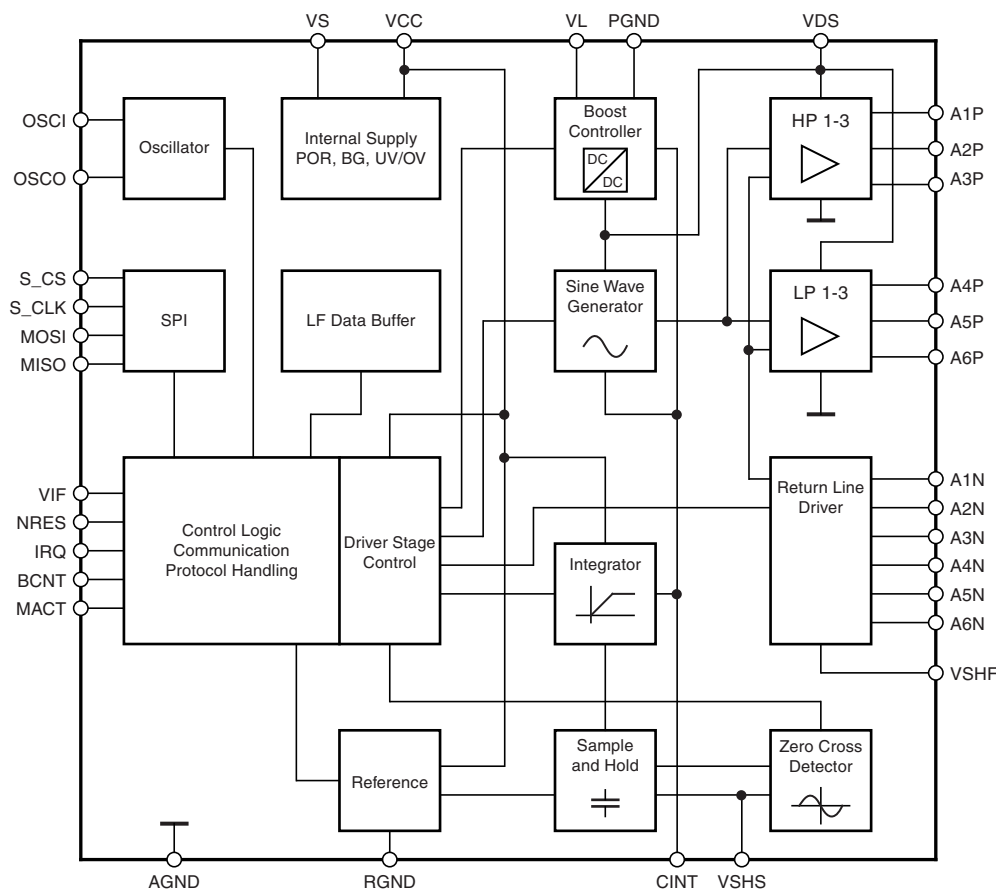 VS
VCC
VL
PGND
VDS
OSCI
OSCO
Oscillator
Internal Supply
POR, BG, UV/OV
Boost
Controller
DC
DC
HP 1-3
A1P
A2P
A3P
S_CS
S_CLK
MOSI
MISO
SPI
LF Data Buffer
Sine Wave
Generator
LP 1-3
A4P
A5P
A6P
VIF
NRES
IRQ
BCNT
MACT
Control Logic
Communication
Protocol Handling
Driver Stage
Control
Integrator
Return Line
Driver
A1N
A2N
A3N
A4N
A5N
A6N
VSHF
Reference
Sample
and Hold
Zero Cross
Detector
AGND
RGND
CINT
VSHS